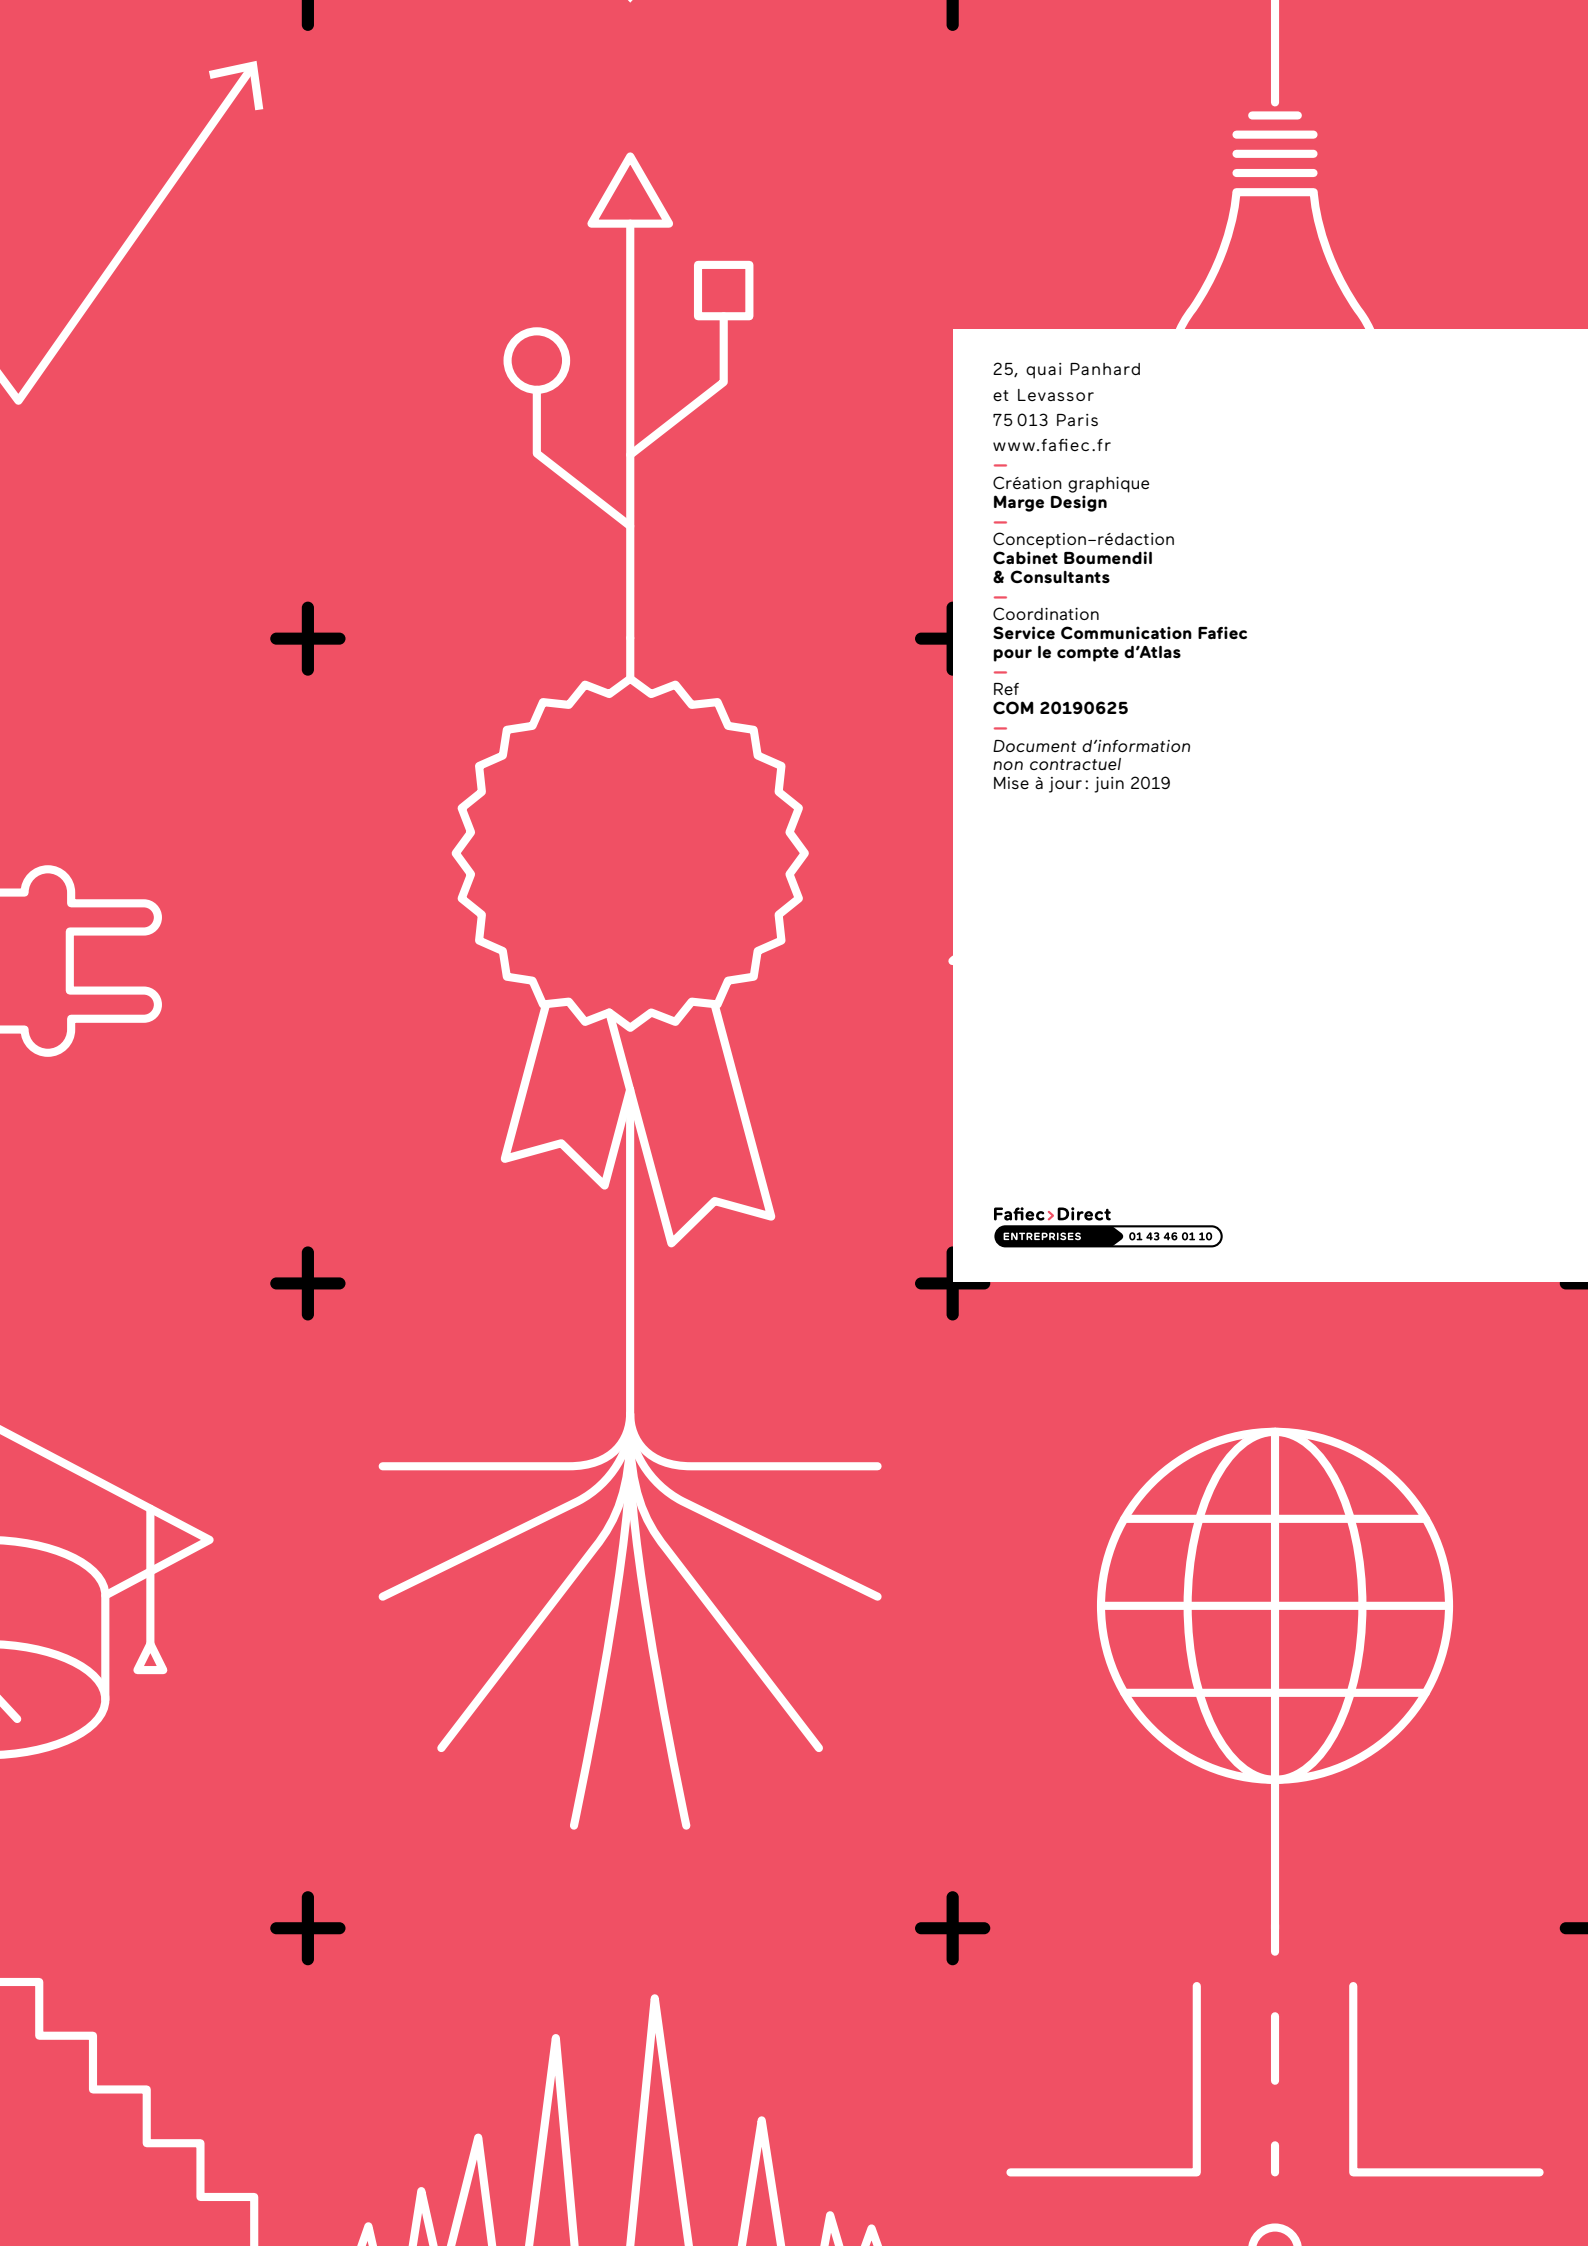 25, quai Panhard
et Levassor
75 013 Paris
www.fafiec.fr
—
Création graphique
Marge Design
—
Conception–rédaction
Cabinet Boumendil
& Consultants
—
Coordination
Service Communication Fafiec
pour le compte d’Atlas
—
Ref
COM 20190625
—
Document d’information
non contractuel
Mise à jour : juin 2019
Fafiec>Direct
ENTREPRISES 01 43 46 01 10